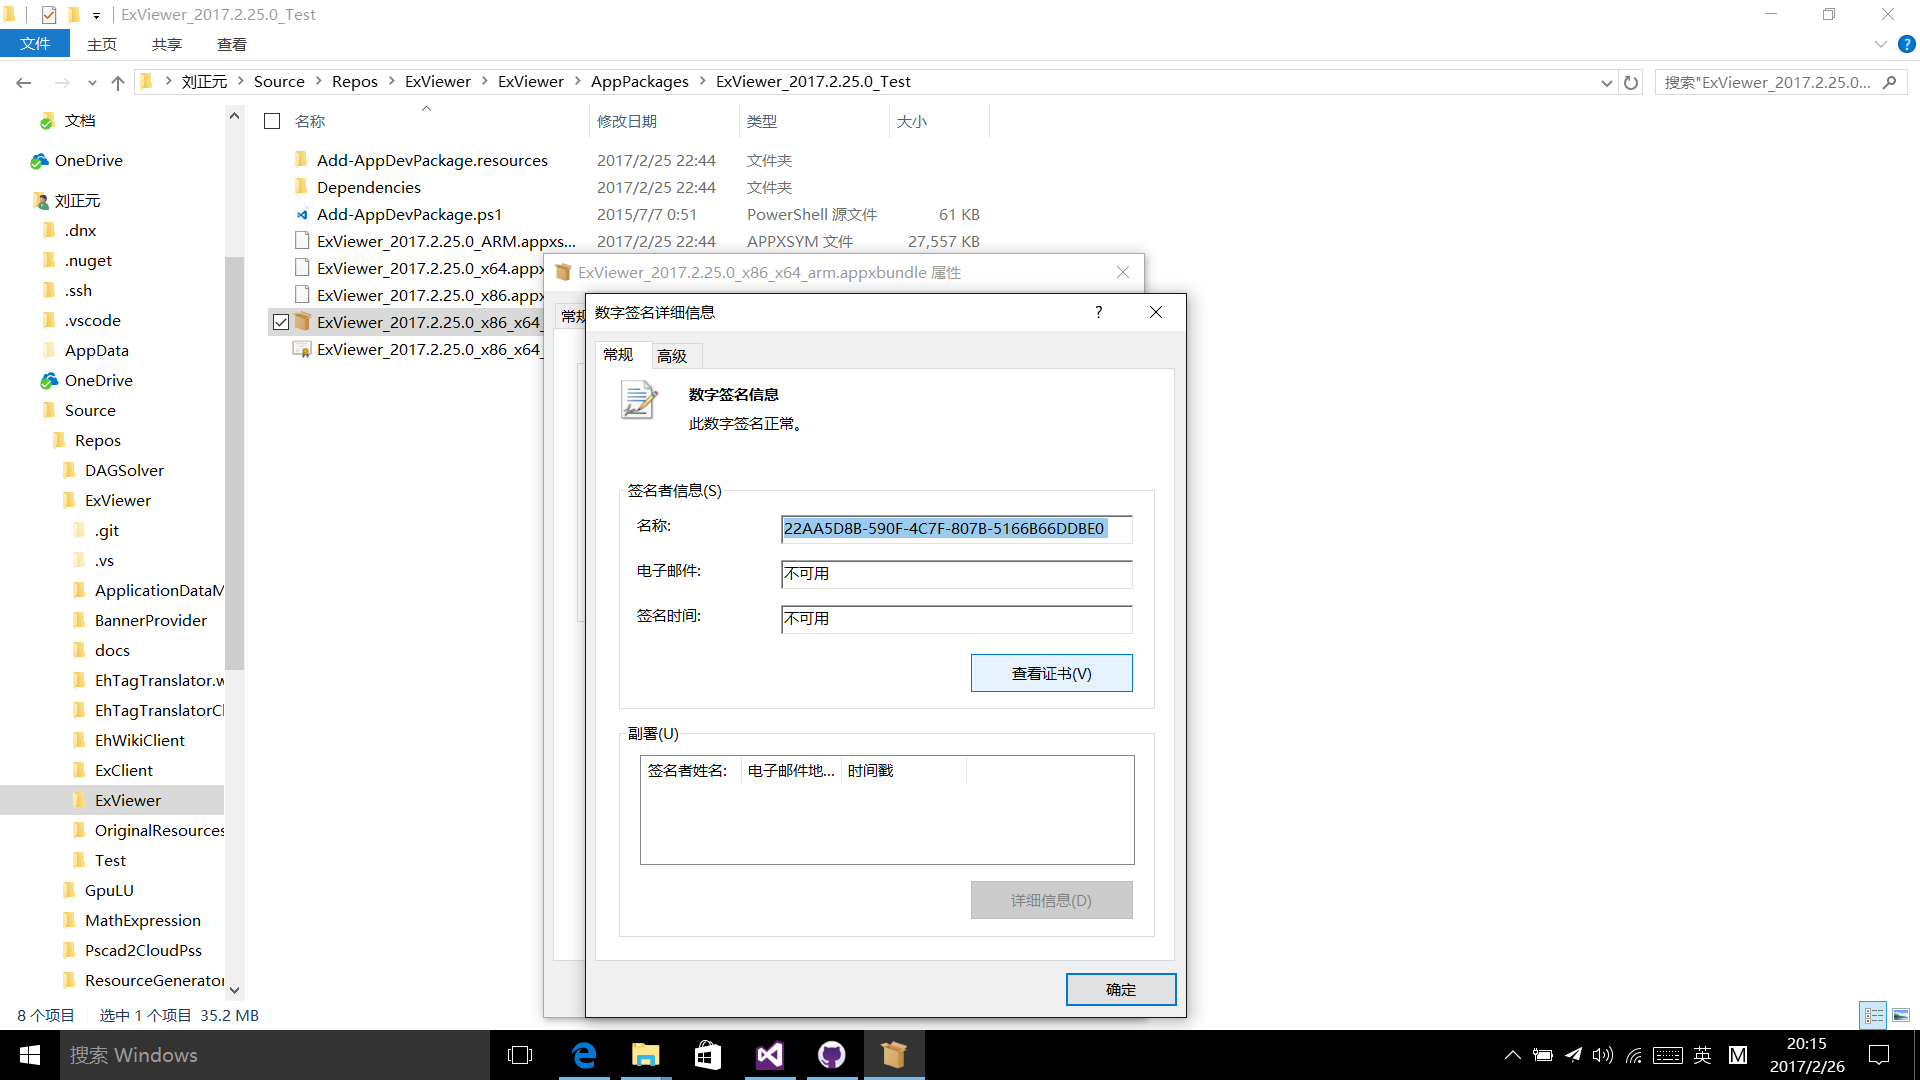 ExViewer_2017.2.25.0_Test
文件 主页 共享 查看
刘正元 Source Repos ExViewer ExViewer AppPackages ExViewer_2017.2.25.0_Test
搜索"ExViewer_2017.2.25.0...
文档
OneDrive
刘正元
.dnx
.nuget
.ssh
.vscode
AppData
OneDrive
Source
Repos
DAGSolver
ExViewer
.git
.vs
ApplicationDataM
BannerProvider
docs
EhTagTranslator.w
EhTagTranslatorCl
EhWikiClient
ExClient
ExViewer
OriginalResources
Test
GpuLU
MathExpression
Pscad2CloudPss
ResourceGenerator
名称 修改日期 类型 大小
Add-AppDevPackage.resources 2017/2/25 22:44 文件夹
Dependencies 2017/2/25 22:44 文件夹
Add-AppDevPackage.ps1 2015/7/7 0:51 PowerShell 源文件 61 KB
ExViewer_2017.2.25.0_ARM.appxs... 2017/2/25 22:44 APPXSYM 文件 27,557 KB
ExViewer_2017.2.25.0_x64.appx
ExViewer_2017.2.25.0_x86.appx
ExViewer_2017.2.25.0_x86_x64_
ExViewer_2017.2.25.0_x86_x64_
ExViewer_2017.2.25.0_x86_x64_arm.appxbundle 属性
常规
数字签名详细信息 ?
常规 高级
数字签名信息
此数字签名正常。
签名者信息(S)
名称: 22AA5D8B-590F-4C7F-807B-5166B66DDBE0
电子邮件: 不可用
签名时间: 不可用
查看证书(V)
副署(U)
签名者姓名: 电子邮件地... 时间戳
详细信息(D)
确定
8 个项目 选中 1 个项目 35.2 MB
搜索 Windows
英 M
20:15
2017/2/26